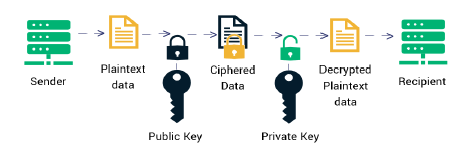 Sender
Plaintext
data
Ciphered
Data
Decrypted
Plaintext
data
Recipient
Public Key
Private Key